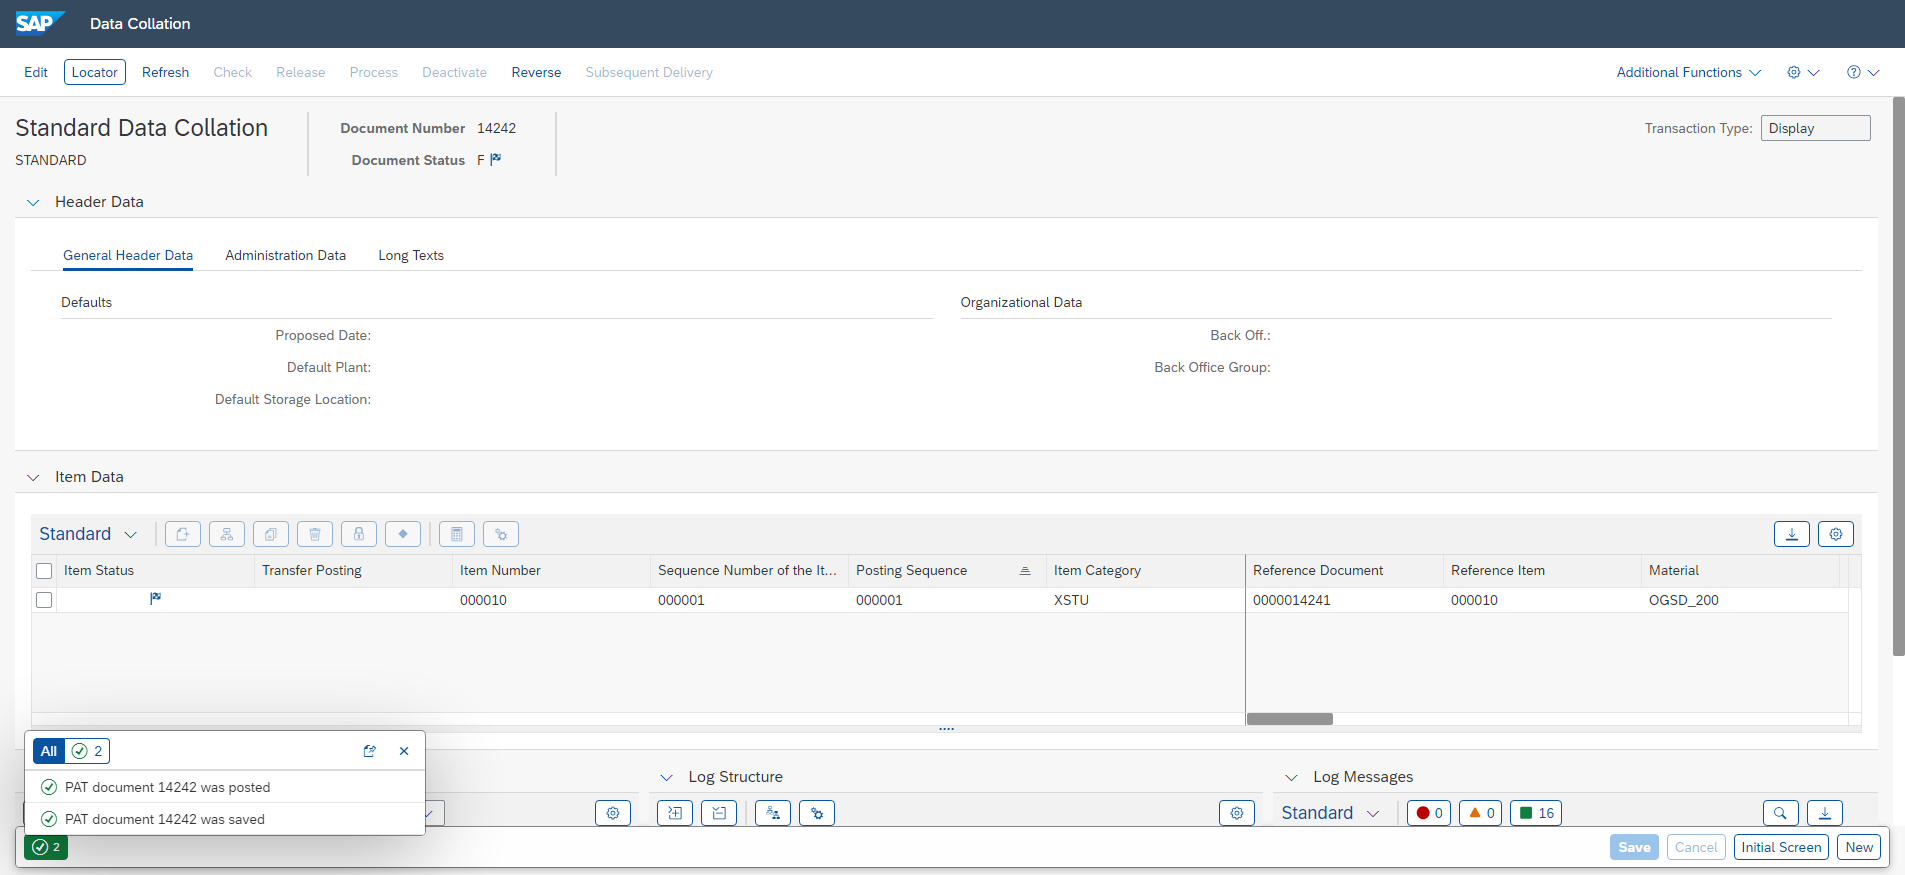 SAP Data Collation
Edit Locator Refresh Check Release Process Deactivate Reverse Subsequent Delivery Additional Functions
Standard Data Collation Document Number 14242 Transaction Type: Display
STANDARD Document Status F
Header Data
General Header Data Administration Data Long Texts
Defaults Organizational Data
Proposed Date: Back Off.:
Default Plant: Back Office Group:
Default Storage Location:
Item Data
Standard
Item Status Transfer Posting Item Number Sequence Number of the It... Posting Sequence Item Category Reference Document Reference Item Material
000010 000001 000001 XSTU 0000014241 000010 OGSD_200
All 2
PAT document 14242 was posted
PAT document 14242 was saved
Log Structure Log Messages
Standard 0 0 16
2 Save Cancel Initial Screen New